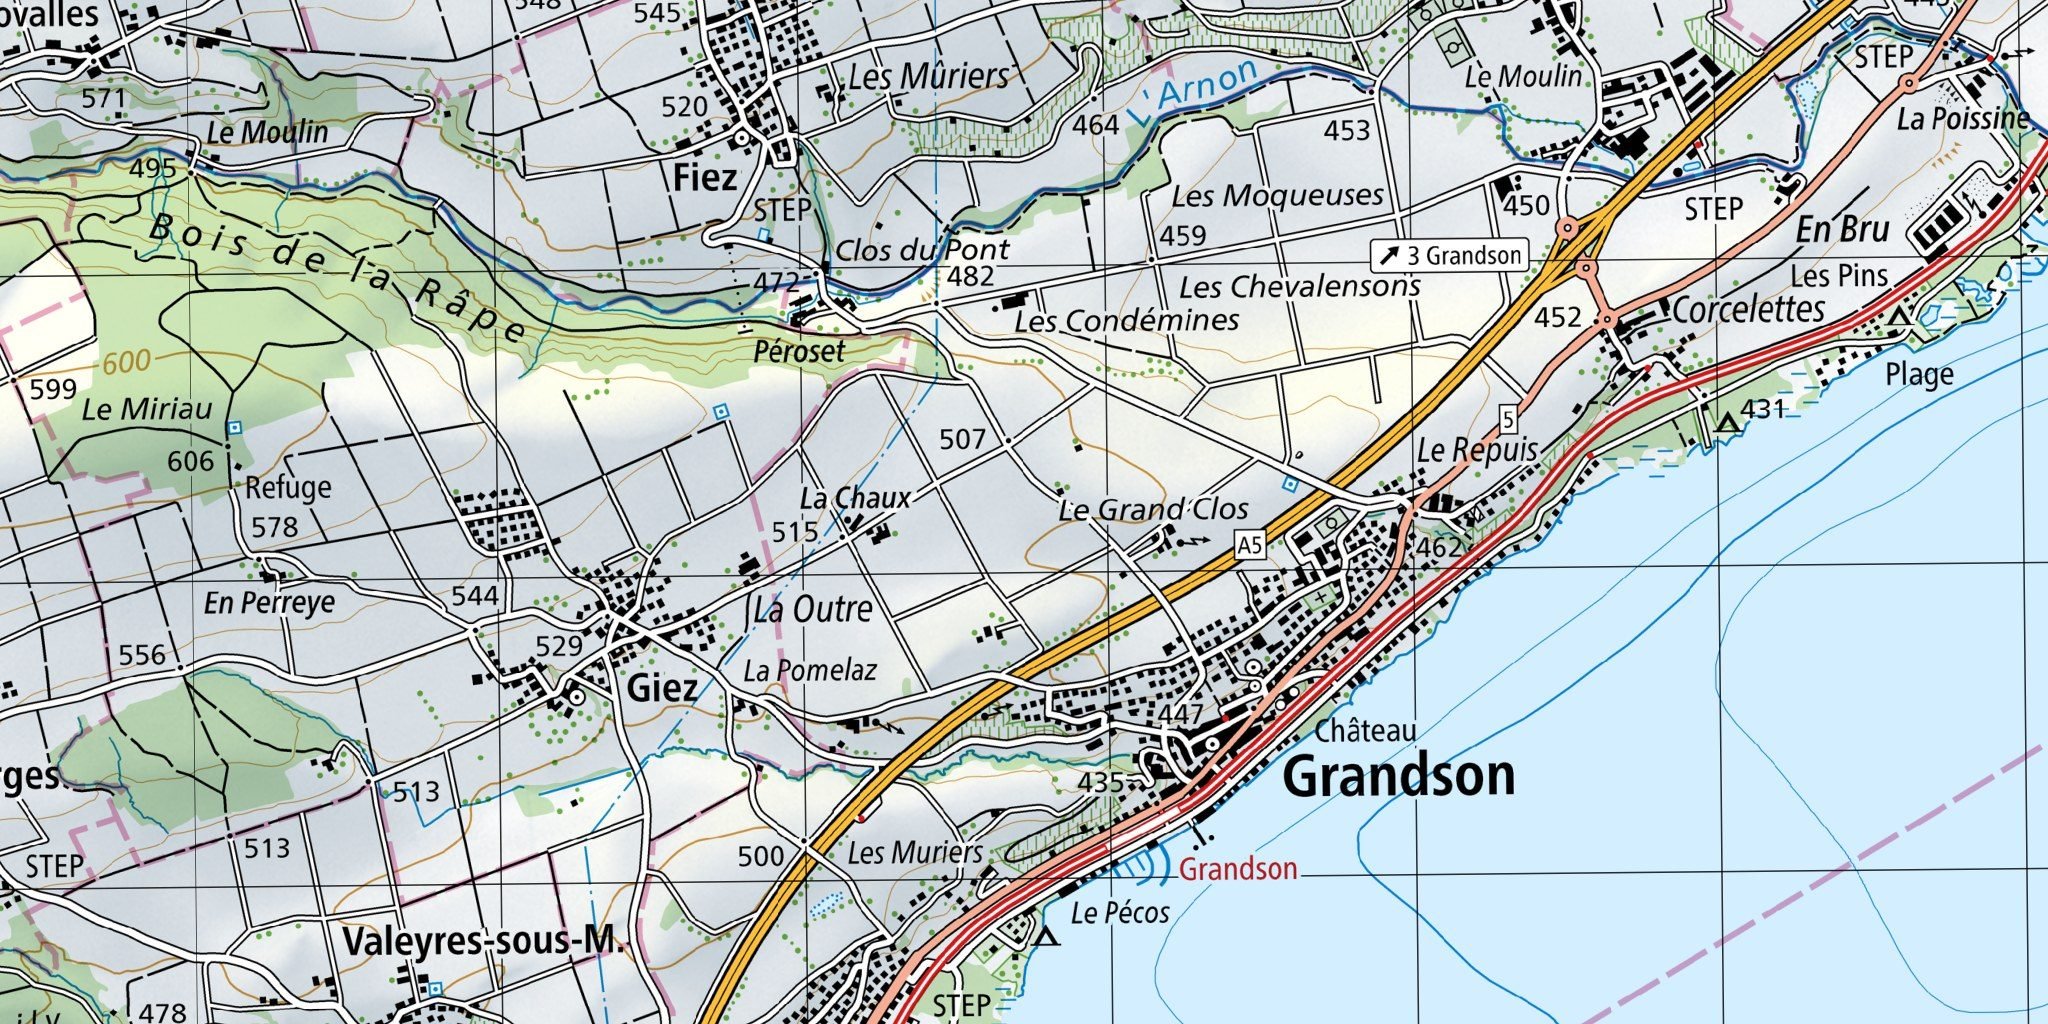 ovalles
548
545
445
STEP
Les Mûriers
Le Moulin
571
520
464
L'Arnon
453
La Poissine
Le Moulin
495
Fiez
STEP
Les Moqueuses
450
STEP
Bois de la Râpe
Clos du Pont
459
3 Grandson
En Bru
472
482
Les Chevalensons
Les Pins
Les Condémines
452
Corcelettes
Péroset
600
599
Plage
Le Miriau
5
431
507
Le Repuis
606
Refuge
La Chaux
Le Grand Clos
578
515
A5
462
En Perreye
544
La Outre
529
556
La Pomelaz
Giez
447
Château
Grandson
rges
513
435
513
STEP
500
Les Muriers
Grandson
Le Pécos
Valeyres-sous-M.
478
STEP